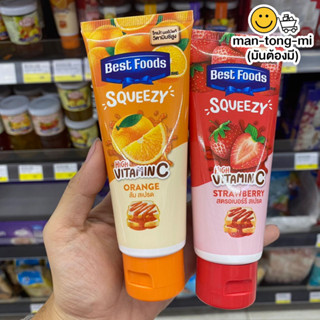 man-tong-mi
(มันต้องมี)
Best Foods
SQUEEZY
HIGH
VITAMIN C
ORANGE
ส้ม สเปรด
Best Foods
SQUEEZY
HIGH
VITAMIN C
STRAWBERRY
สตรอเบอร์รี สเปรด